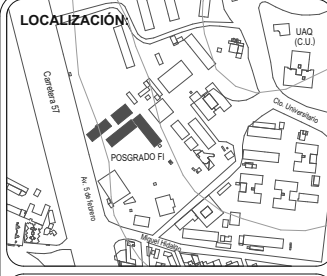 LOCALIZACIÓN:
UAQ
(C.U.)
Carretera 57
Cto. Universitario
POSGRADO FI
Av. 5 de febrero
Miguel Hidalgo